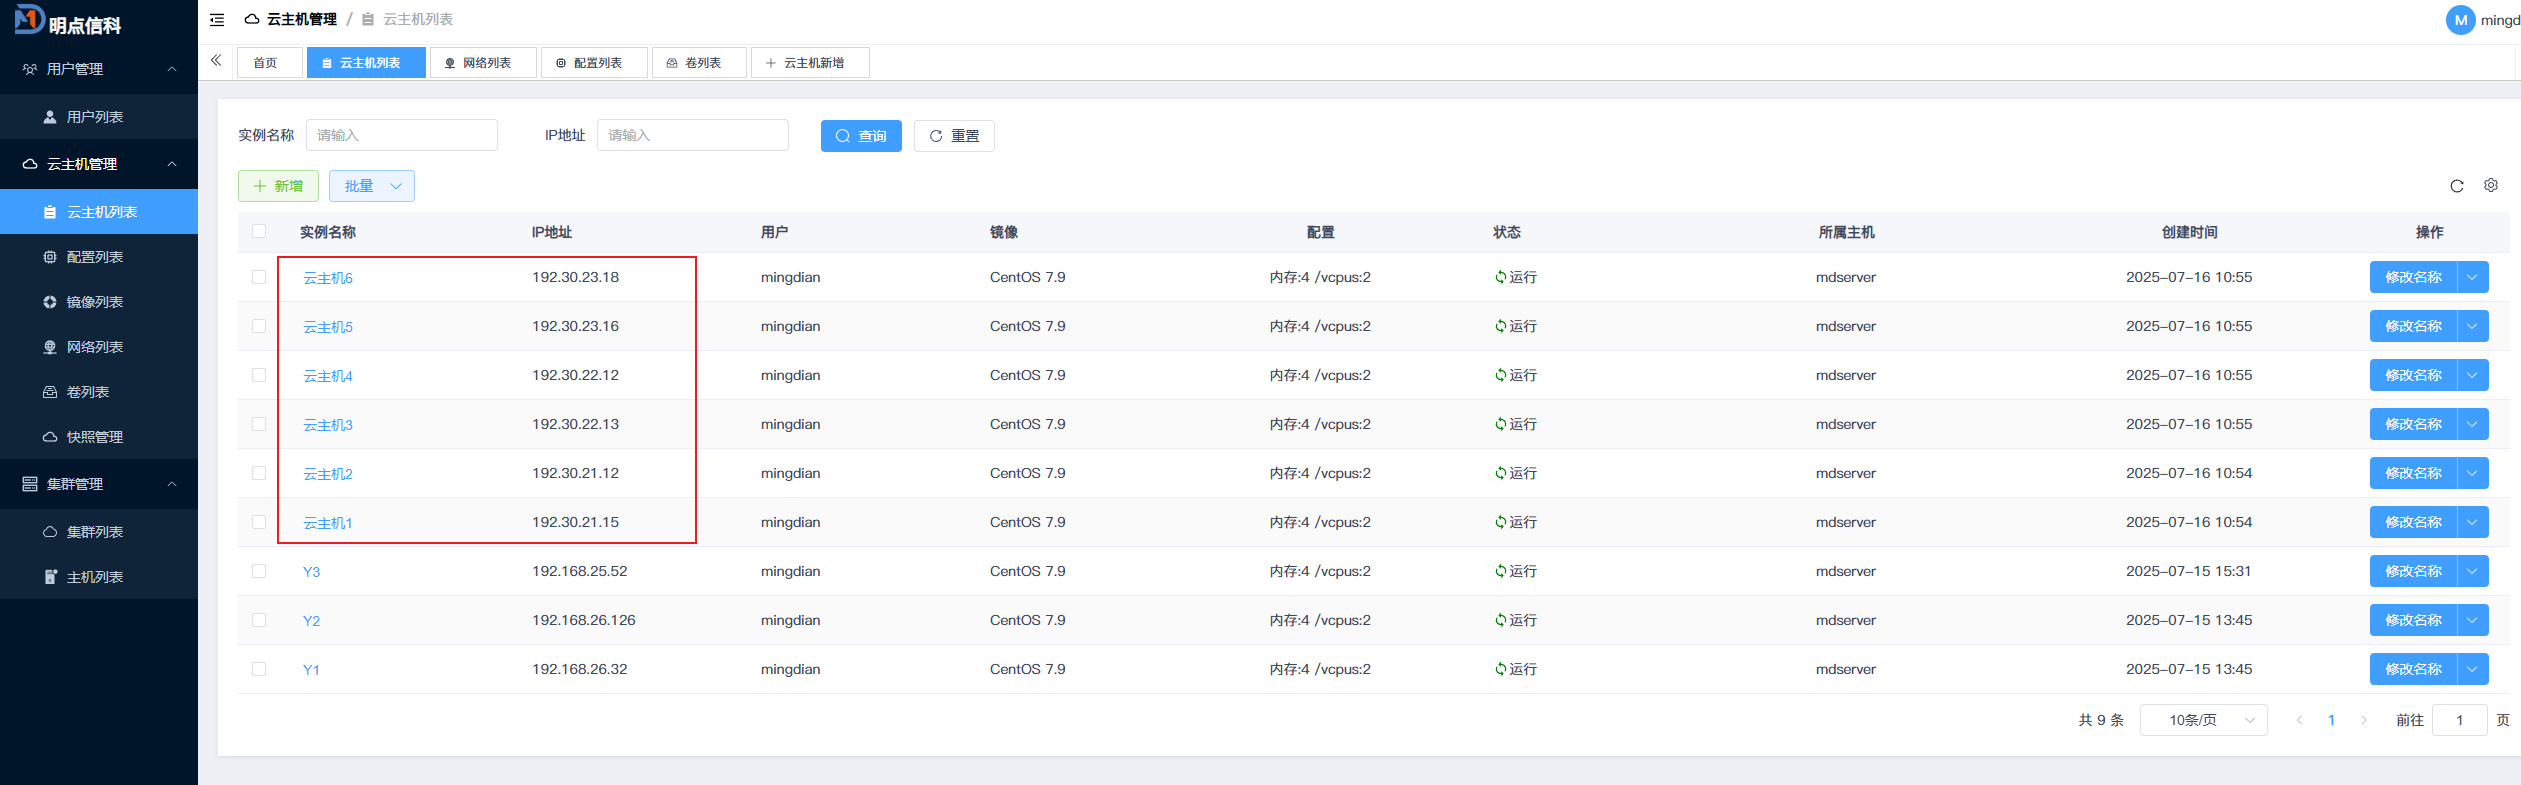 明点信科
云主机管理 / 云主机列表
M mingd
首页 云主机列表 网络列表 配置列表 卷列表 云主机新增
用户管理
用户列表
云主机管理
云主机列表
配置列表
镜像列表
网络列表
卷列表
快照管理
集群管理
集群列表
主机列表
实例名称 请输入 IP地址 请输入 查询 重置
新增 批量
实例名称 IP地址 用户 镜像 配置 状态 所属主机 创建时间 操作
云主机6 192.30.23.18 mingdian CentOS 7.9 内存:4 /vcpus:2 运行 mdserver 2025-07-16 10:55 修改名称
云主机5 192.30.23.16 mingdian CentOS 7.9 内存:4 /vcpus:2 运行 mdserver 2025-07-16 10:55 修改名称
云主机4 192.30.22.12 mingdian CentOS 7.9 内存:4 /vcpus:2 运行 mdserver 2025-07-16 10:55 修改名称
云主机3 192.30.22.13 mingdian CentOS 7.9 内存:4 /vcpus:2 运行 mdserver 2025-07-16 10:55 修改名称
云主机2 192.30.21.12 mingdian CentOS 7.9 内存:4 /vcpus:2 运行 mdserver 2025-07-16 10:54 修改名称
云主机1 192.30.21.15 mingdian CentOS 7.9 内存:4 /vcpus:2 运行 mdserver 2025-07-16 10:54 修改名称
Y3 192.168.25.52 mingdian CentOS 7.9 内存:4 /vcpus:2 运行 mdserver 2025-07-15 15:31 修改名称
Y2 192.168.26.126 mingdian CentOS 7.9 内存:4 /vcpus:2 运行 mdserver 2025-07-15 13:45 修改名称
Y1 192.168.26.32 mingdian CentOS 7.9 内存:4 /vcpus:2 运行 mdserver 2025-07-15 13:45 修改名称
共 9 条 10条/页 1 前往 1 页